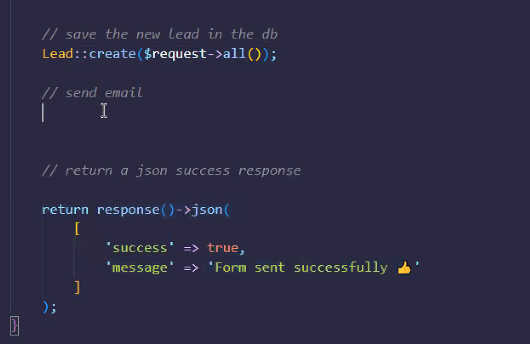 // save the new lead in the db
Lead::create($request->all());
// send email
// return a json success response
return response()->json(
[
'success' => true,
'message' => 'Form sent successfully 👍'
]
);
}